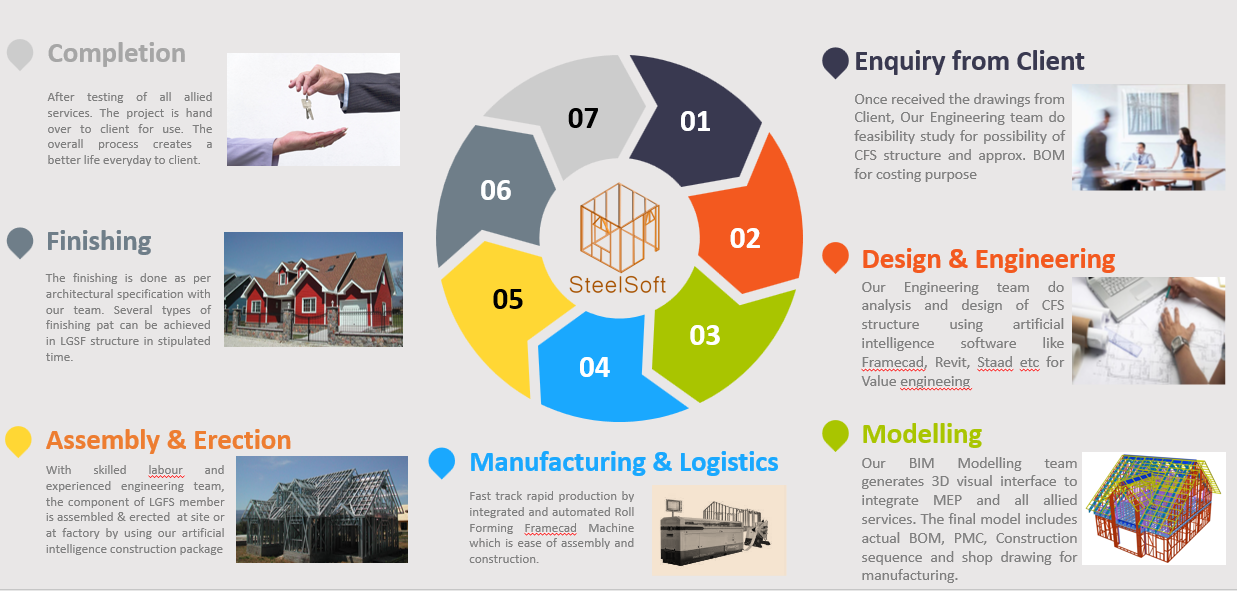 Completion
After testing of all allied
services. The project is hand
over to client for use. The
overall process creates a
better life everyday to client.
Finishing
The finishing is done as per
architectural specification with
our team. Several types of
finishing pat can be achieved
in LGSF structure in stipulated
time.
Assembly & Erection
With skilled labour and
experienced engineering team,
the component of LGFS member
is assembled & erected at site or
at factory by using our artificial
intelligence construction package
07
01
06
02
05
03
04
SteelSoft
Manufacturing & Logistics
Fast track rapid production by
integrated and automated Roll
Forming Framecad Machine
which is ease of assembly and
construction.
Enquiry from Client
Once received the drawings from
Client, Our Engineering team do
feasibility study for possibility of
CFS structure and approx. BOM
for costing purpose
Design & Engineering
Our Engineering team do
analysis and design of CFS
structure using artificial
intelligence software like
Framecad, Revit, Staad etc for
Value engineeing
Modelling
Our BIM Modelling team
generates 3D visual interface to
integrate MEP and all allied
services. The final model includes
actual BOM, PMC, Construction
sequence and shop drawing for
manufacturing.